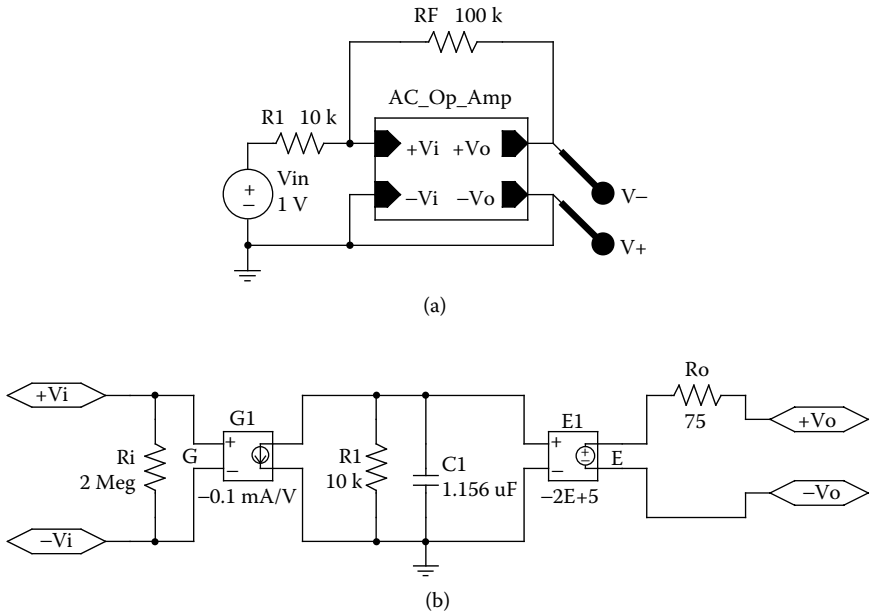 RF 100 k
AC_Op_Amp
R1 10 k
+Vi +Vo
Vin
+
−
1 V
−Vi −Vo
V−
V+
(a)
Ro
75
+Vi
G1
E1
+Vo
Ri
2 Meg
G
+
−
R1
10 k
C1
1.156 uF
+
−
+
−
E
−0.1 mA/V
−2E+5
−Vi
−Vo
(b)